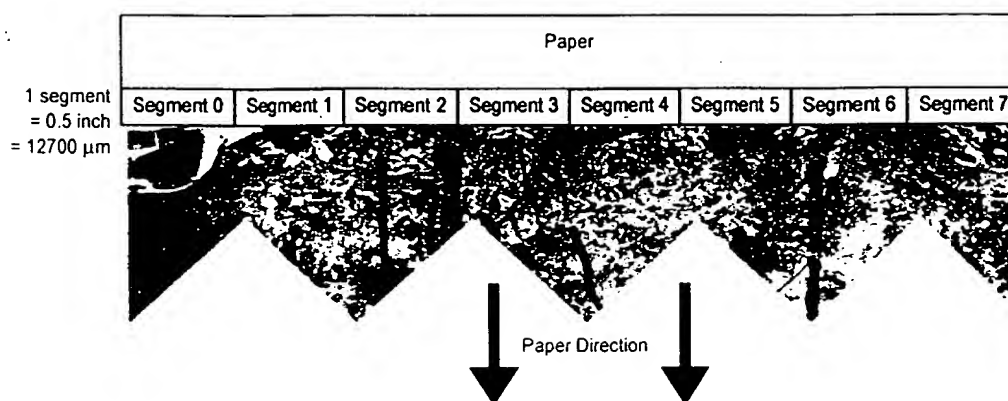 Paper
1 segment
= 0.5 inch
= 12700 µm
Segment 0 Segment 1 Segment 2 Segment 3 Segment 4 Segment 5 Segment 6 Segment 7
Paper Direction